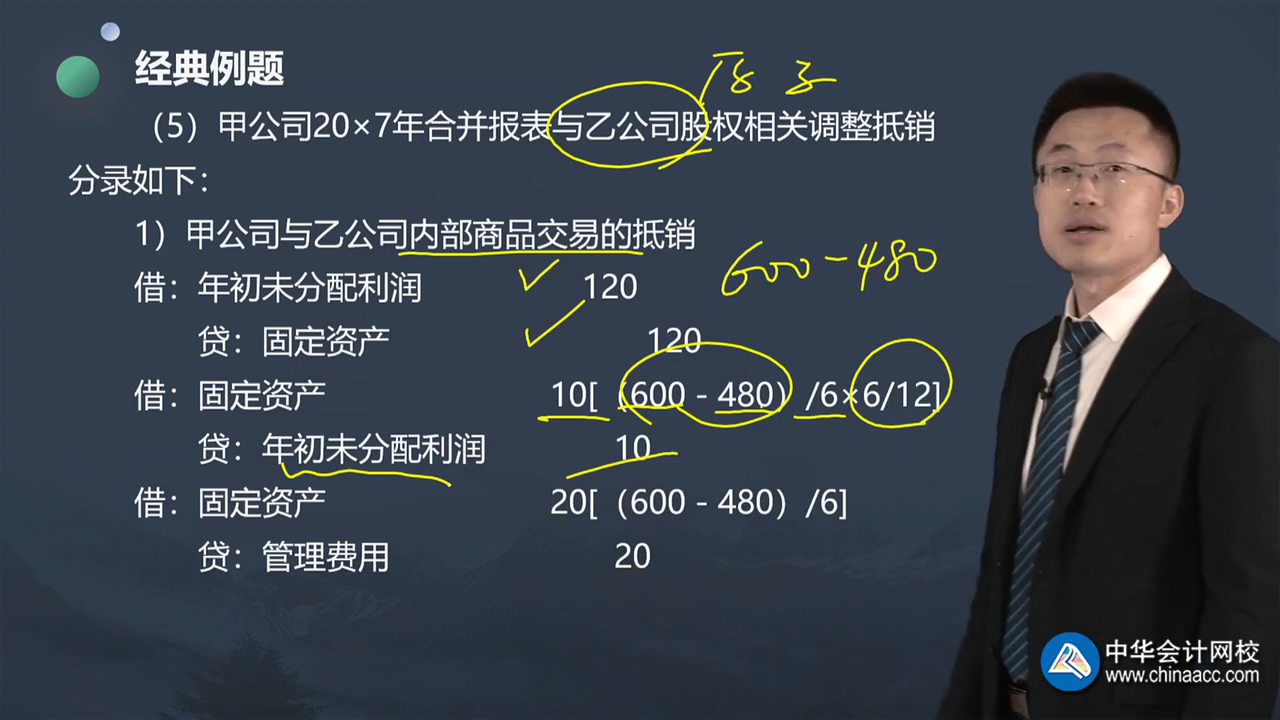 经典例题
（5）甲公司20×7年合并报表与乙公司股权相关调整抵销
分录如下：
1）甲公司与乙公司内部商品交易的抵销
600-480
借：年初未分配利润 120
贷：固定资产 120
借：固定资产 10[（600 - 480）/6×6/12]
贷：年初未分配利润 10
借：固定资产 20[（600 - 480）/6]
贷：管理费用 20
中华会计网校
www.chinaacc.com